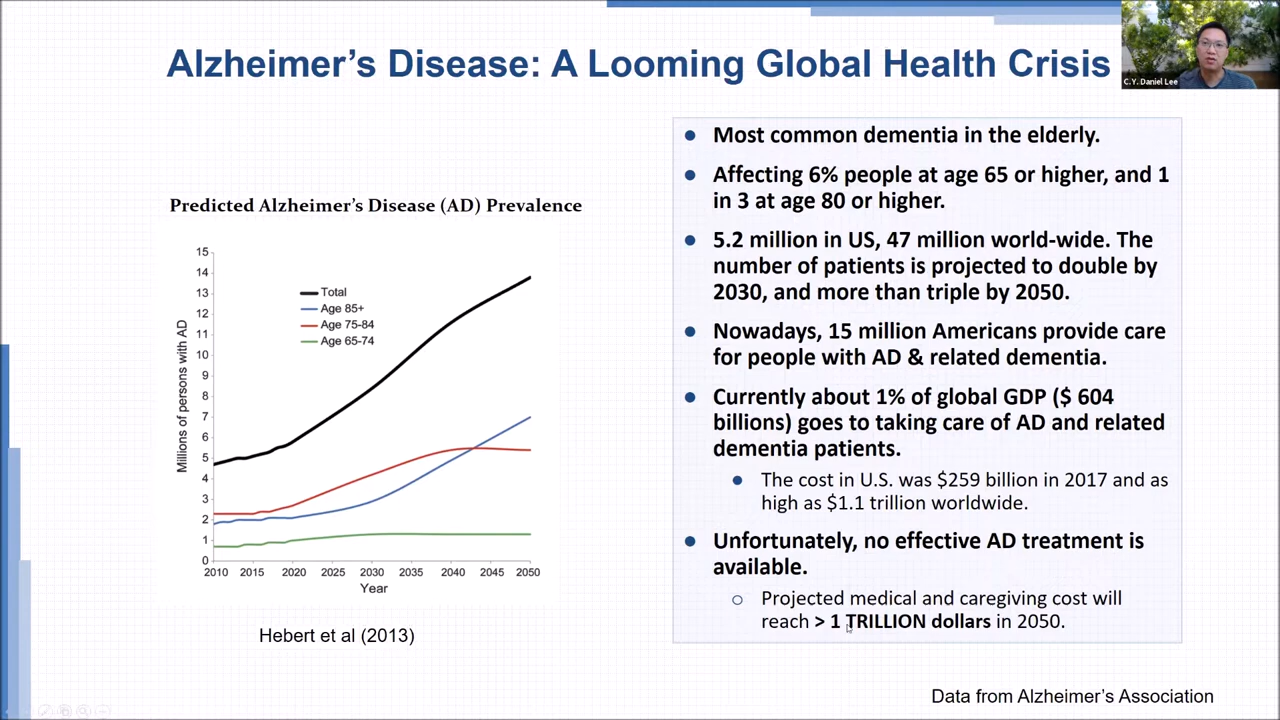 Alzheimer's Disease: A Looming Global Health Crisis
C.Y. Daniel Lee
Predicted Alzheimer's Disease (AD) Prevalence
15
14
13
12
11
10
9
8
7
6
5
4
3
2
1
0
Millions of persons with AD
Total
Age 85+
Age 75-84
Age 65-74
2010 2015 2020 2025 2030 2035 2040 2045 2050
Year
Hebert et al (2013)
● Most common dementia in the elderly.
● Affecting 6% people at age 65 or higher, and 1
in 3 at age 80 or higher.
● 5.2 million in US, 47 million world-wide. The
number of patients is projected to double by
2030, and more than triple by 2050.
● Nowadays, 15 million Americans provide care
for people with AD & related dementia.
● Currently about 1% of global GDP ($ 604
billions) goes to taking care of AD and related
dementia patients.
● The cost in U.S. was $259 billion in 2017 and as
high as $1.1 trillion worldwide.
● Unfortunately, no effective AD treatment is
available.
○ Projected medical and caregiving cost will
reach > 1 TRILLION dollars in 2050.
Data from Alzheimer's Association